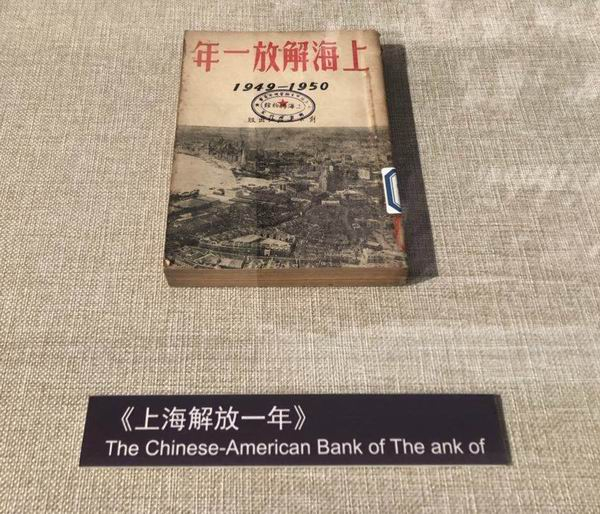 上海解放一年
1949-1950
《上海解放一年》
The Chinese-American Bank of The ank of